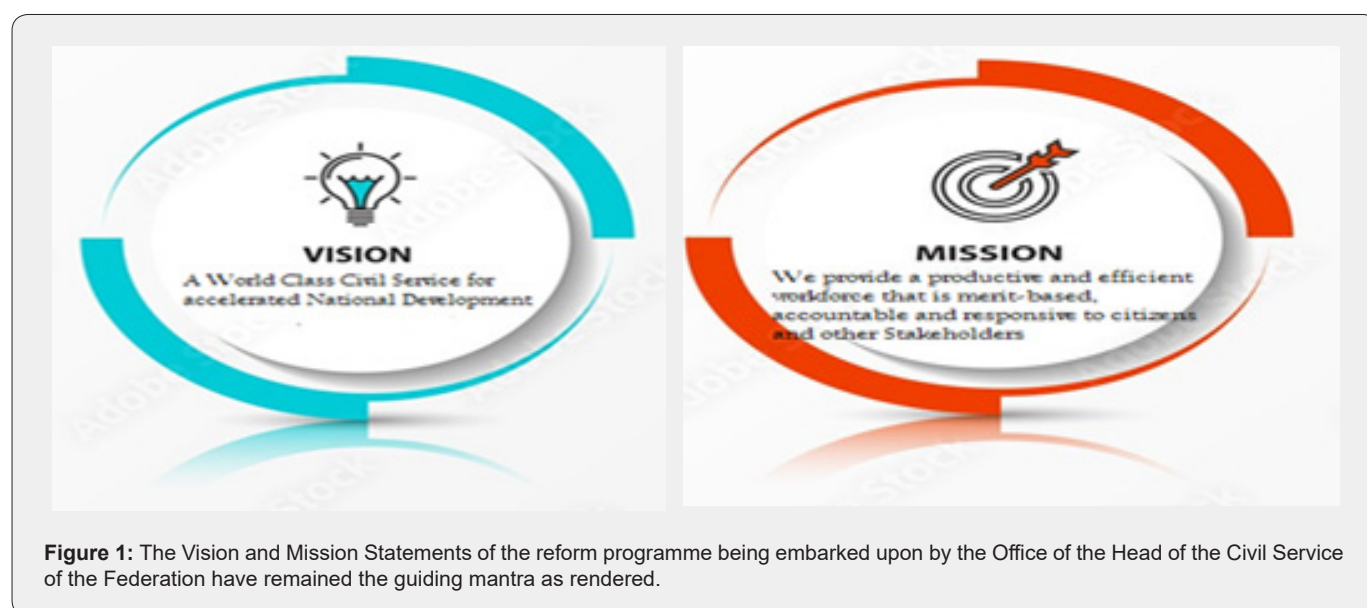 VISION
A World Class Civil Service for
accelerated National Development
MISSION
We provide a productive and efficient
workforce that is merit-based,
accountable and responsive to citizens
and other Stakeholders
Figure 1: The Vision and Mission Statements of the reform programme being embarked upon by the Office of the Head of the Civil Service
of the Federation have remained the guiding mantra as rendered.